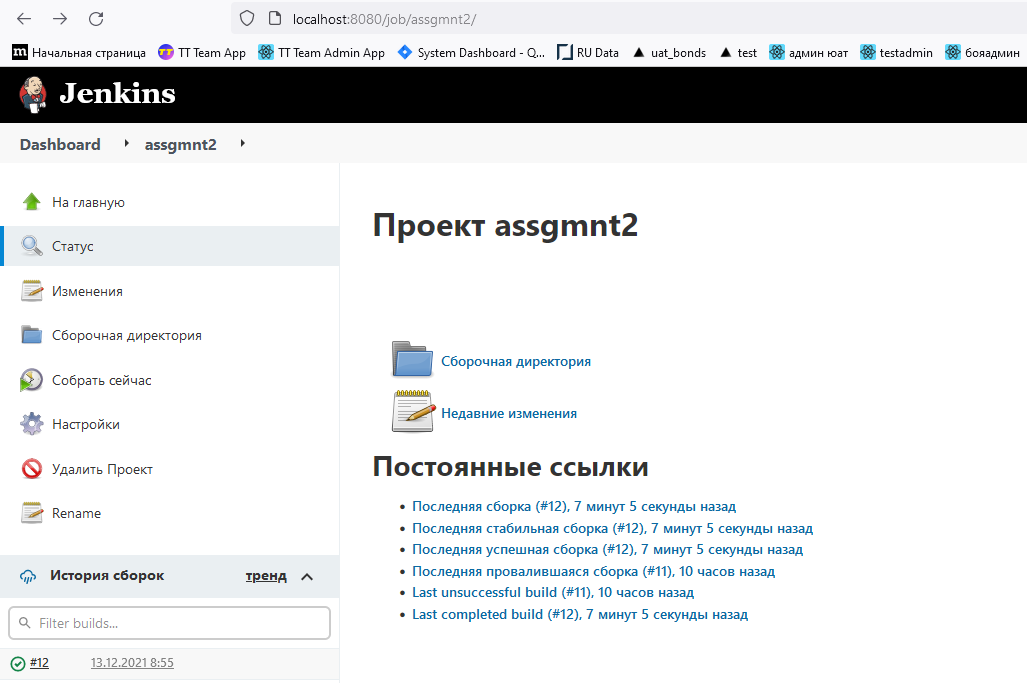 localhost:8080/job/assgmnt2/
Начальная страница TT Team App TT Team Admin App System Dashboard - Q... RU Data uat_bonds test админ юат testadmin бояадмин
Jenkins
Dashboard assgmnt2
На главную
Статус
Изменения
Сборочная директория
Собрать сейчас
Настройки
Удалить Проект
Rename
История сборок тренд
Filter builds...
#12 13.12.2021 8:55
Проект assgmnt2
Сборочная директория
Недавние изменения
Постоянные ссылки
Последняя сборка (#12), 7 минут 5 секунды назад
Последняя стабильная сборка (#12), 7 минут 5 секунды назад
Последняя успешная сборка (#12), 7 минут 5 секунды назад
Последняя провалившаяся сборка (#11), 10 часов назад
Last unsuccessful build (#11), 10 часов назад
Last completed build (#12), 7 минут 5 секунды назад